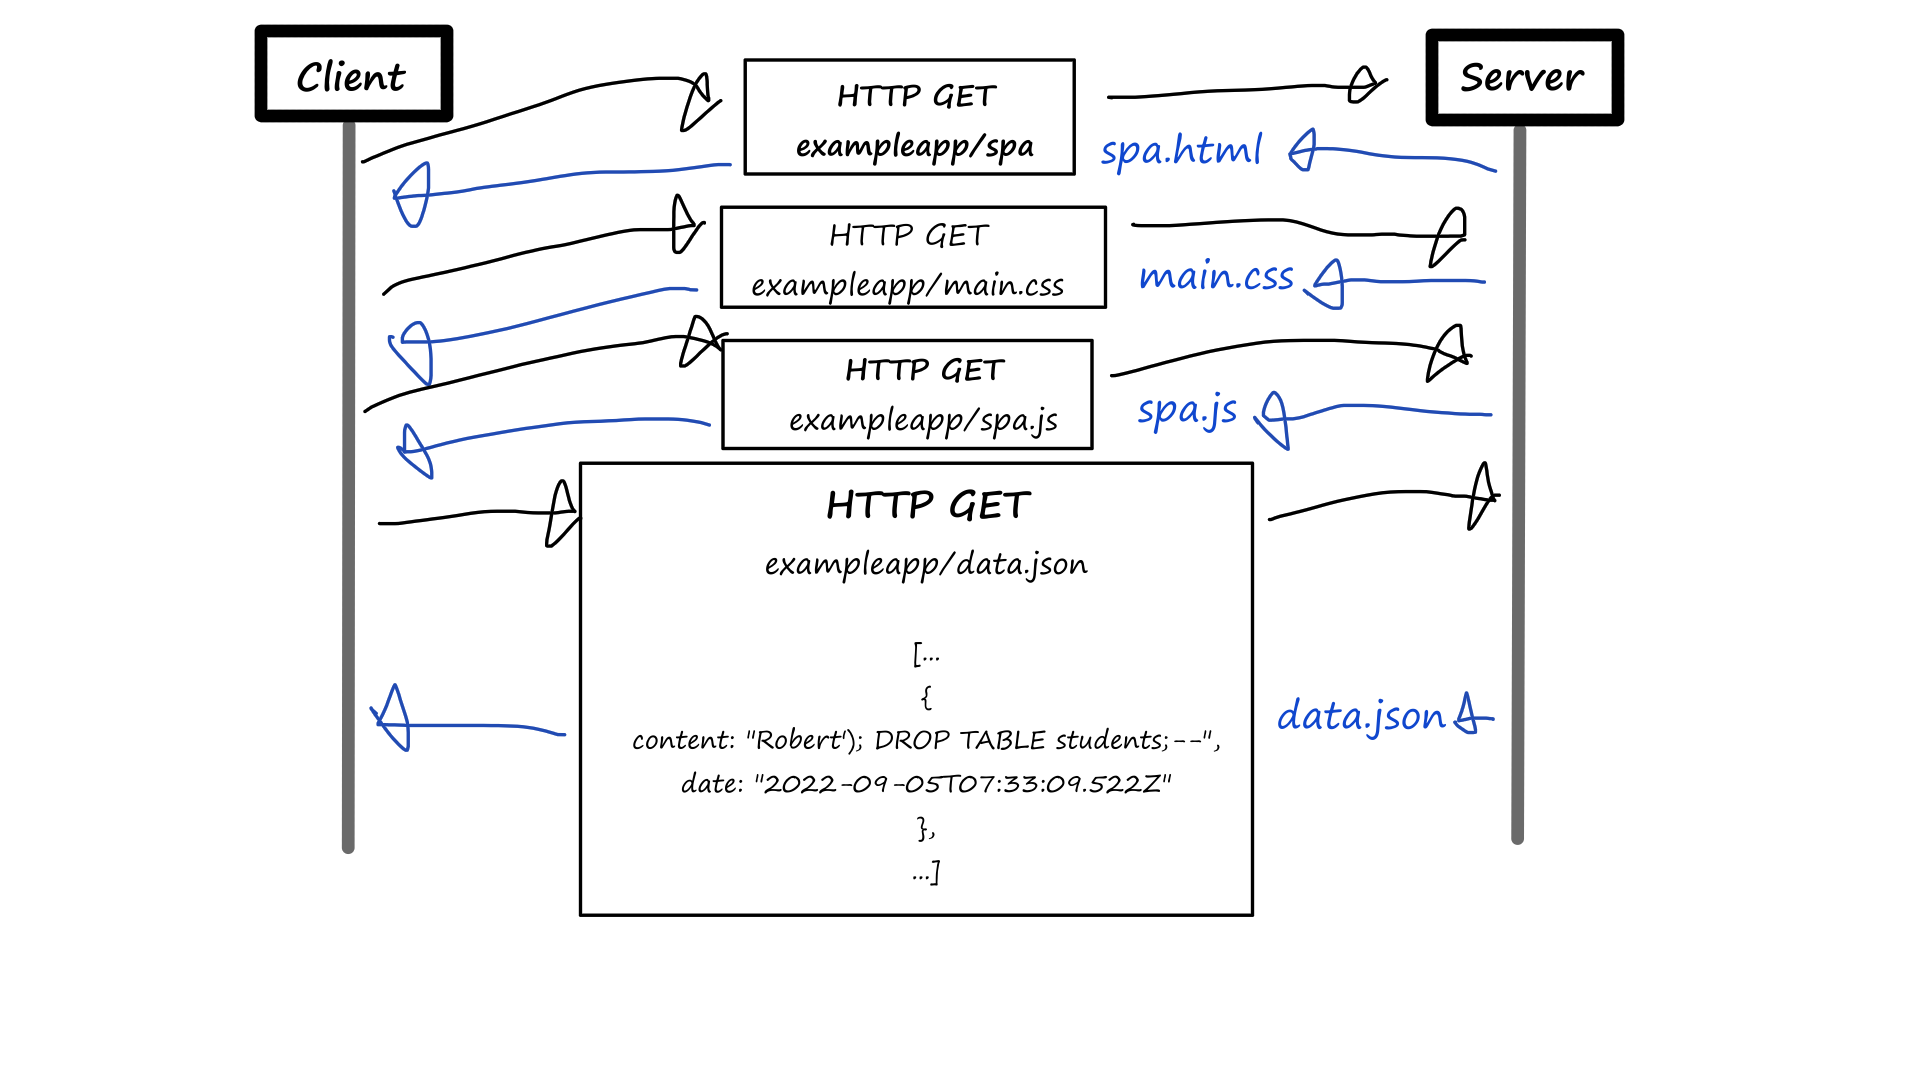 Client
Server
HTTP GET
exampleapp/spa
spa.html
HTTP GET
exampleapp/main.css
main.css
HTTP GET
exampleapp/spa.js
spa.js
HTTP GET
exampleapp/data.json
[...
{
content: "Robert'); DROP TABLE students;--",
date: "2022-09-05T07:33:09.522Z"
},
...]
data.json